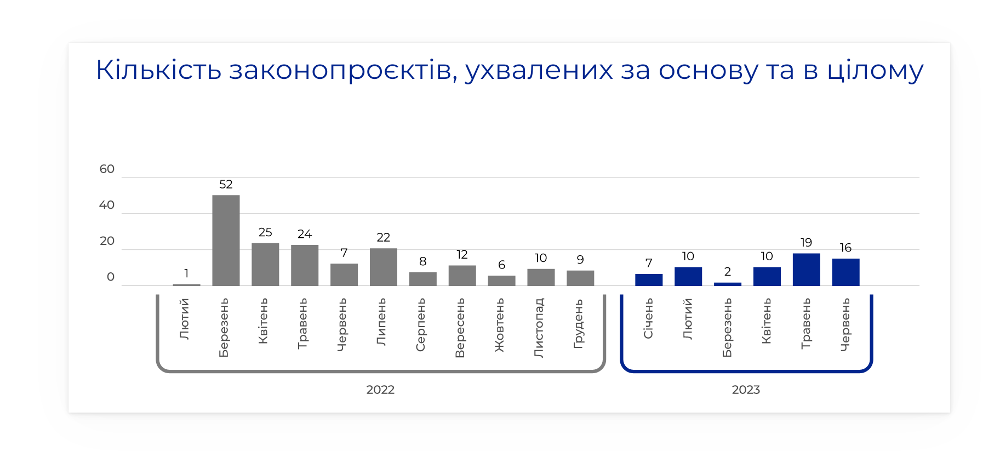 Кількість законопроєктів, ухвалених за основу та в цілому
60
40
20
0
1
52
25
24
7
22
8
12
6
10
9
7
10
2
10
19
16
Лютий
Березень
Квітень
Травень
Червень
Липень
Серпень
Вересень
Жовтень
Листопад
Грудень
Січень
Лютий
Березень
Квітень
Травень
Червень
2022
2023